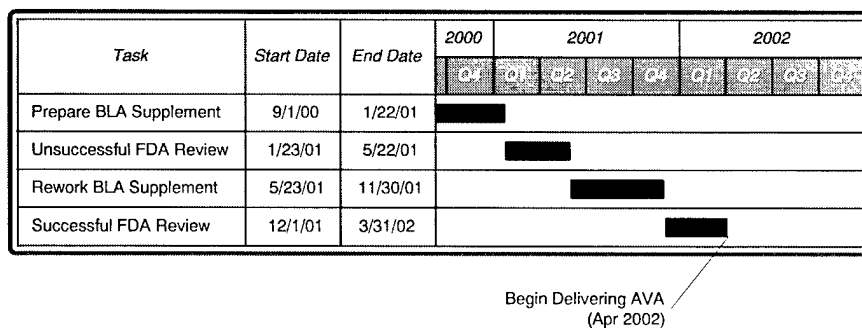 Task Start Date End Date 2000 2001 2002
Q4 Q1 Q2 Q3 Q4 Q1 Q2 Q3 Q4
Prepare BLA Supplement 9/1/00 1/22/01
Unsuccessful FDA Review 1/23/01 5/22/01
Rework BLA Supplement 5/23/01 11/30/01
Successful FDA Review 12/1/01 3/31/02
Begin Delivering AVA
(Apr 2002)